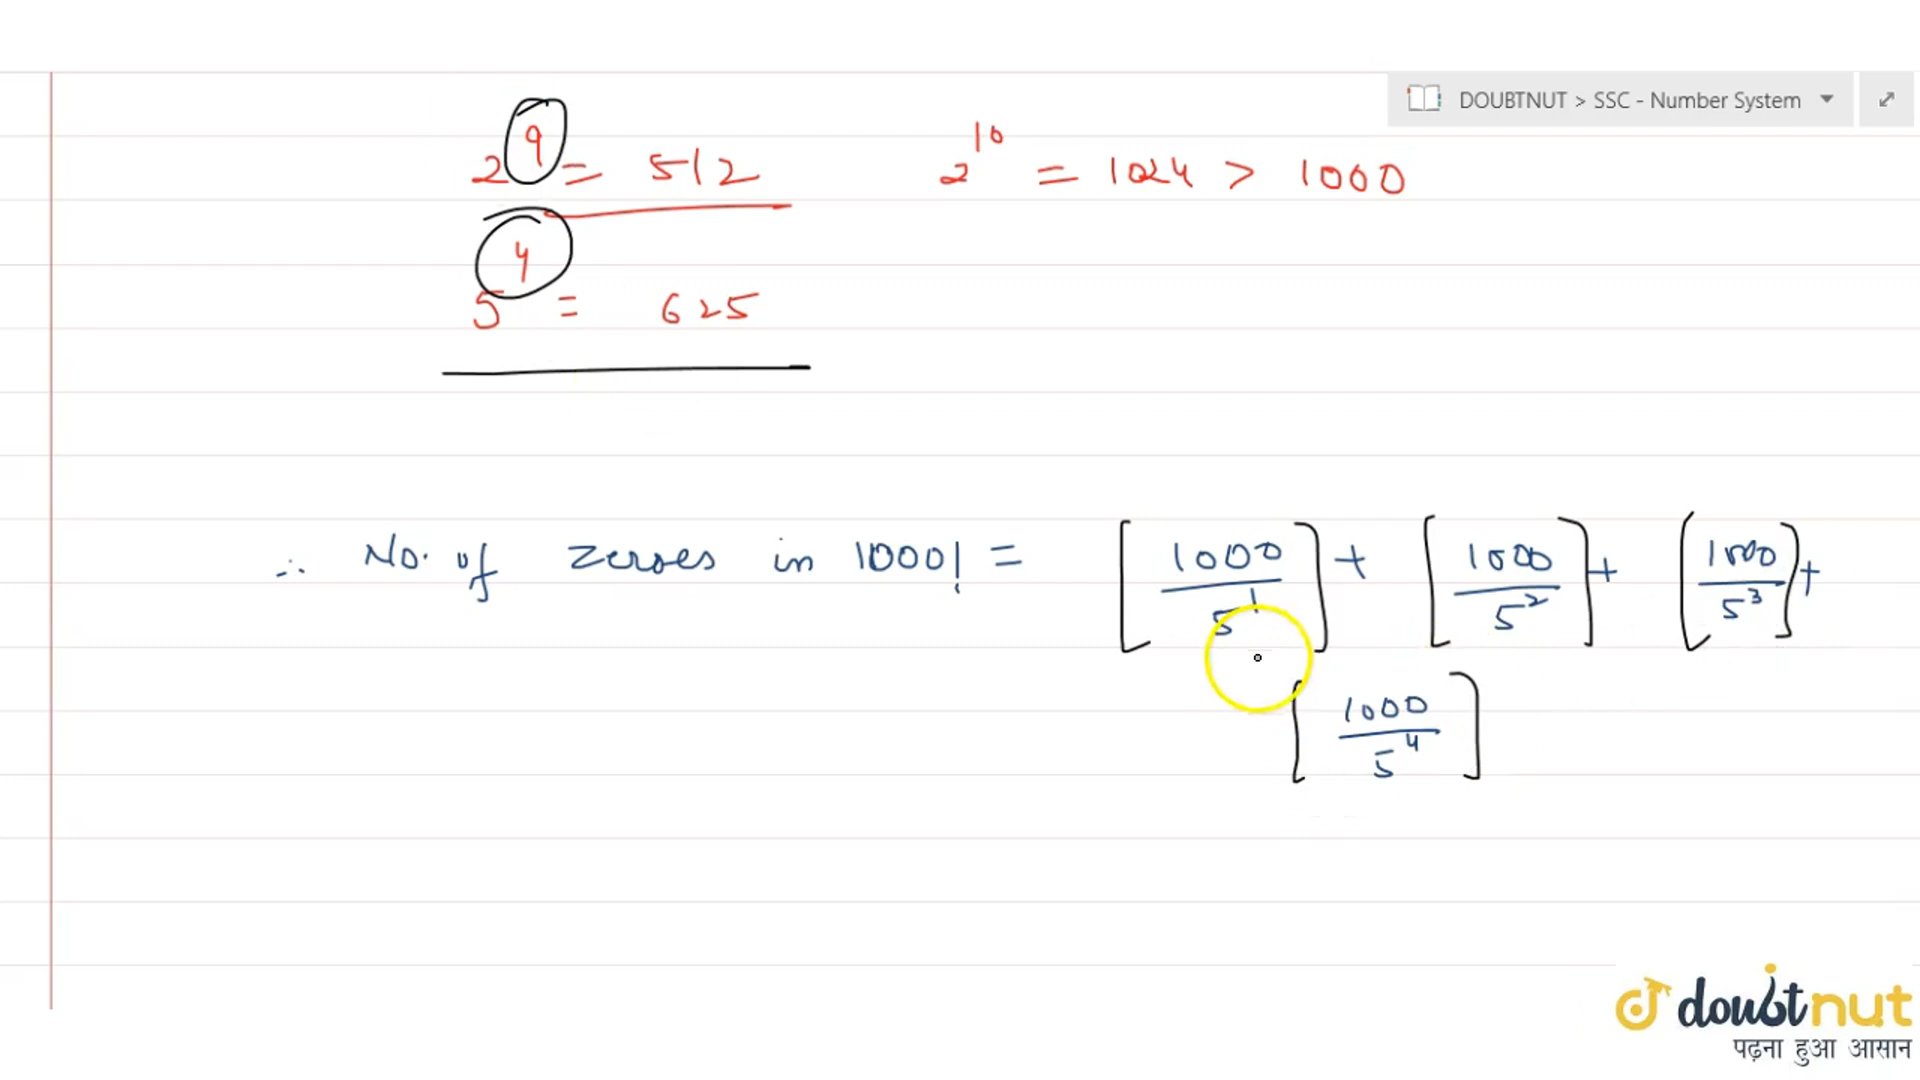 DOUBTNUT > SSC - Number System
2^9 = 512   2^10 = 1024 > 1000
5^4 = 625
∴ No. of zeroes in 1000! = [1000/5^1] + [1000/5^2] + [1000/5^3] +
[1000/5^4]
doubtnut
पढ़ना हुआ आसान